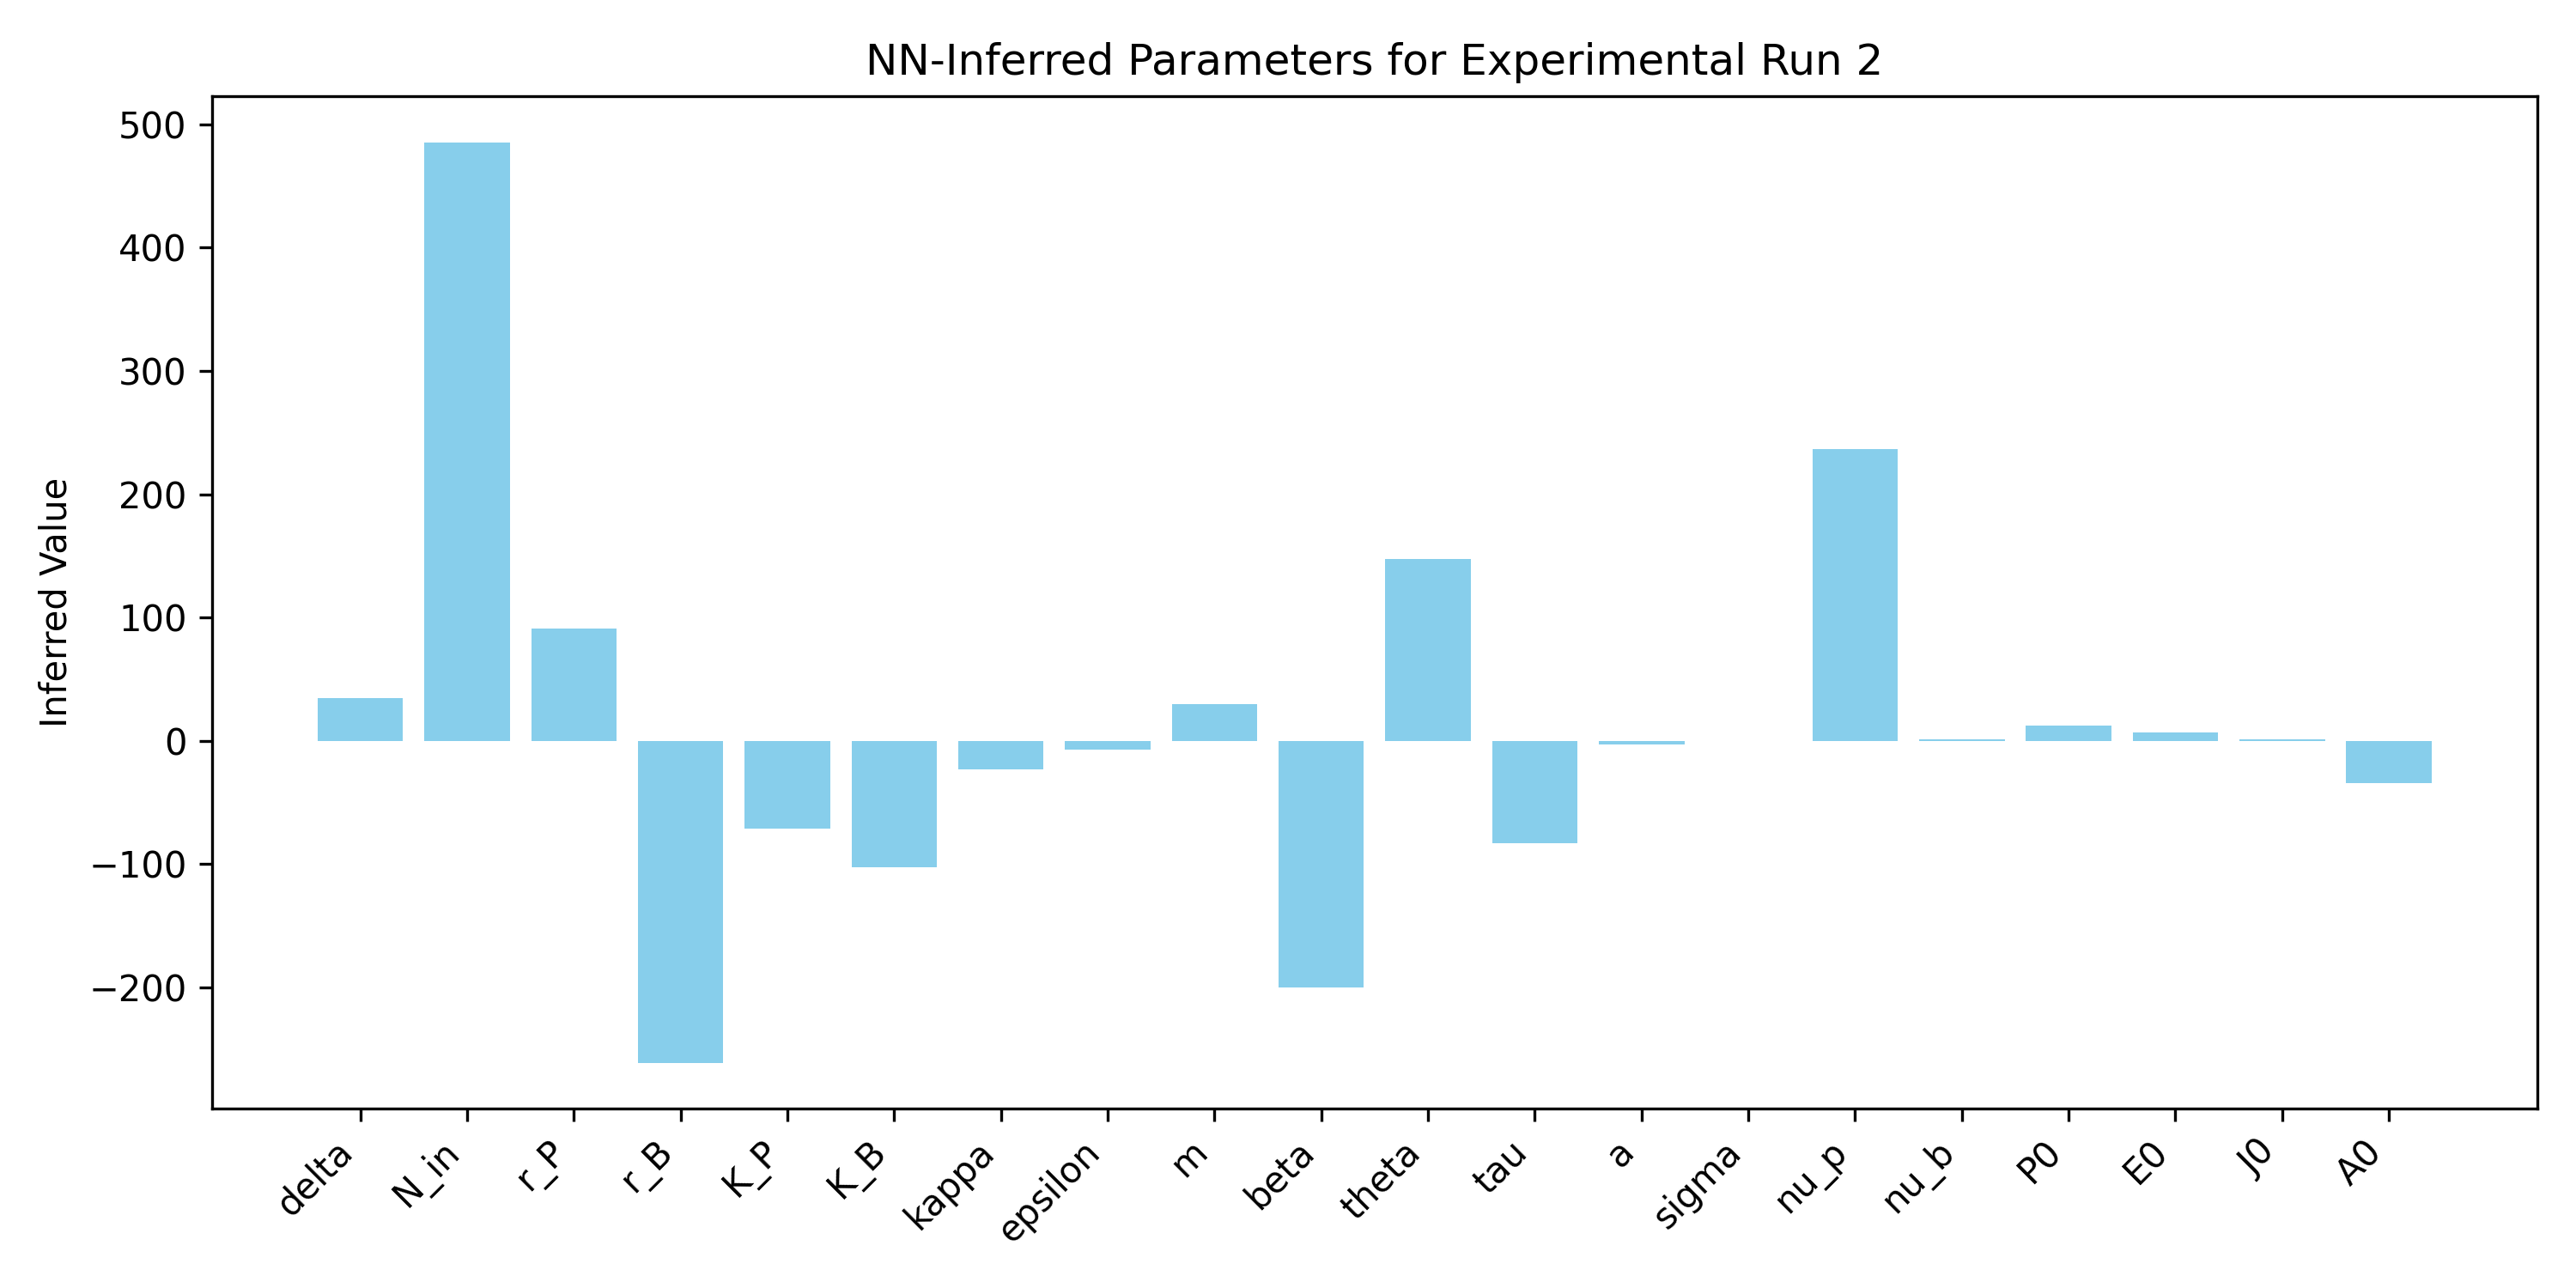 NN-Inferred Parameters for Experimental Run 2
Inferred Value
500
400
300
200
100
0
−100
−200
delta
N_in
r_P
r_B
K_P
K_B
kappa
epsilon
m
beta
theta
tau
a
sigma
nu_p
nu_b
P0
E0
J0
A0